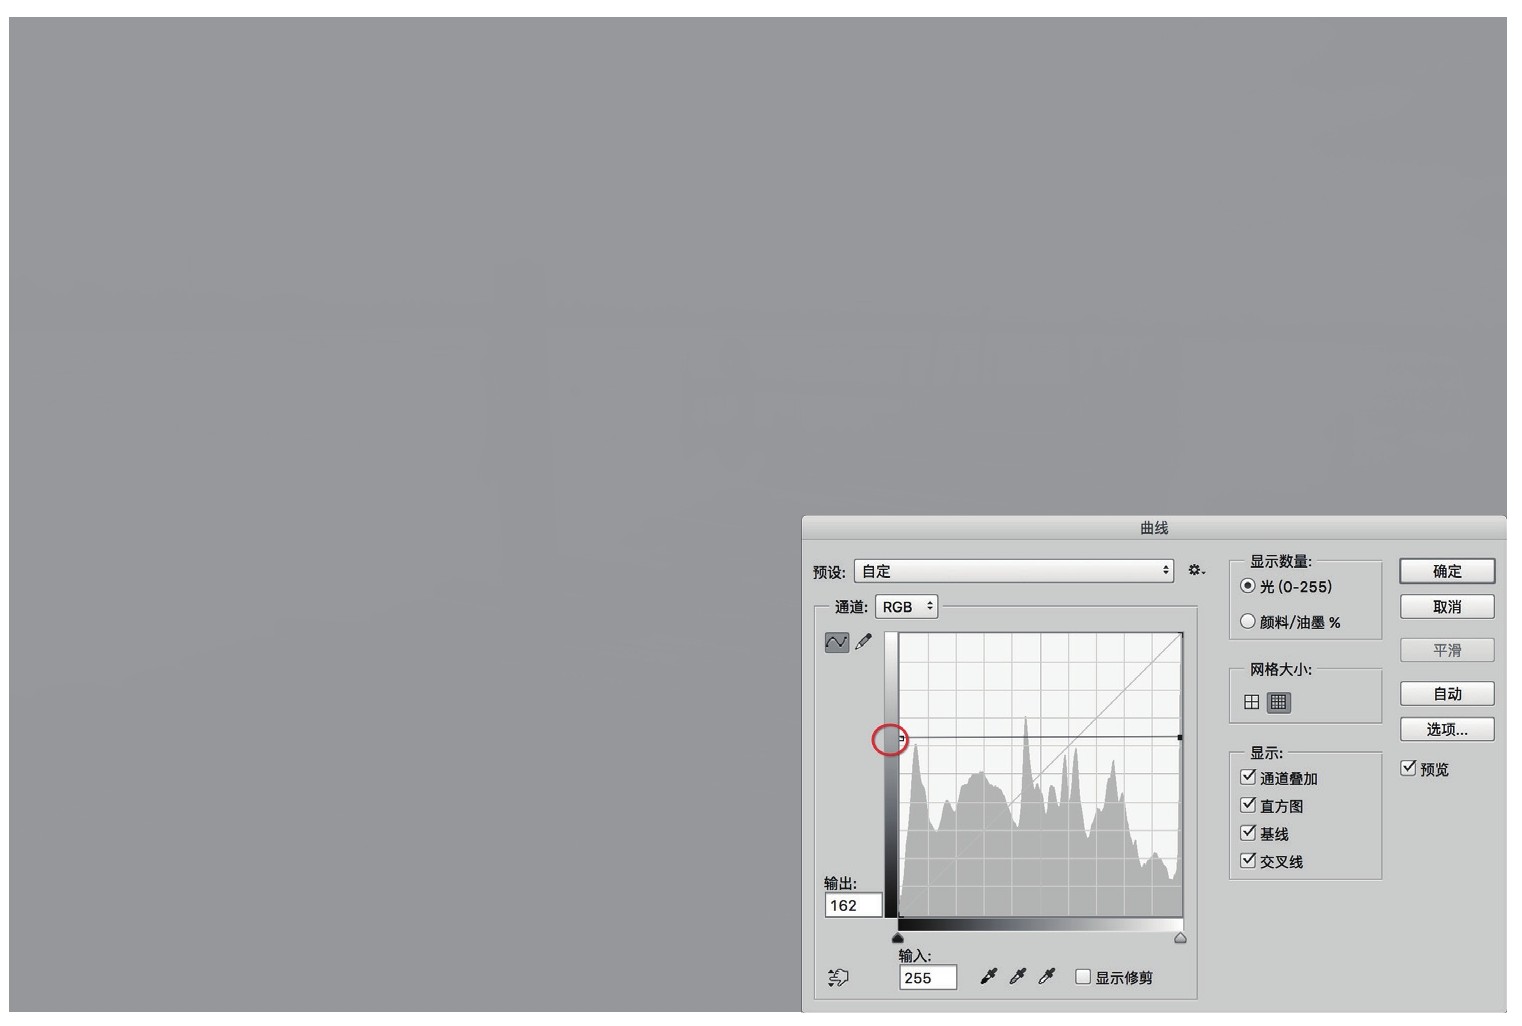 曲线
预设: 自定
通道: RGB
输出:
162
输入:
255
显示修剪
显示数量:
光 (0-255)
颜料/油墨 %
网格大小:
显示:
通道叠加
直方图
基线
交叉线
确定
取消
平滑
自动
选项...
预览